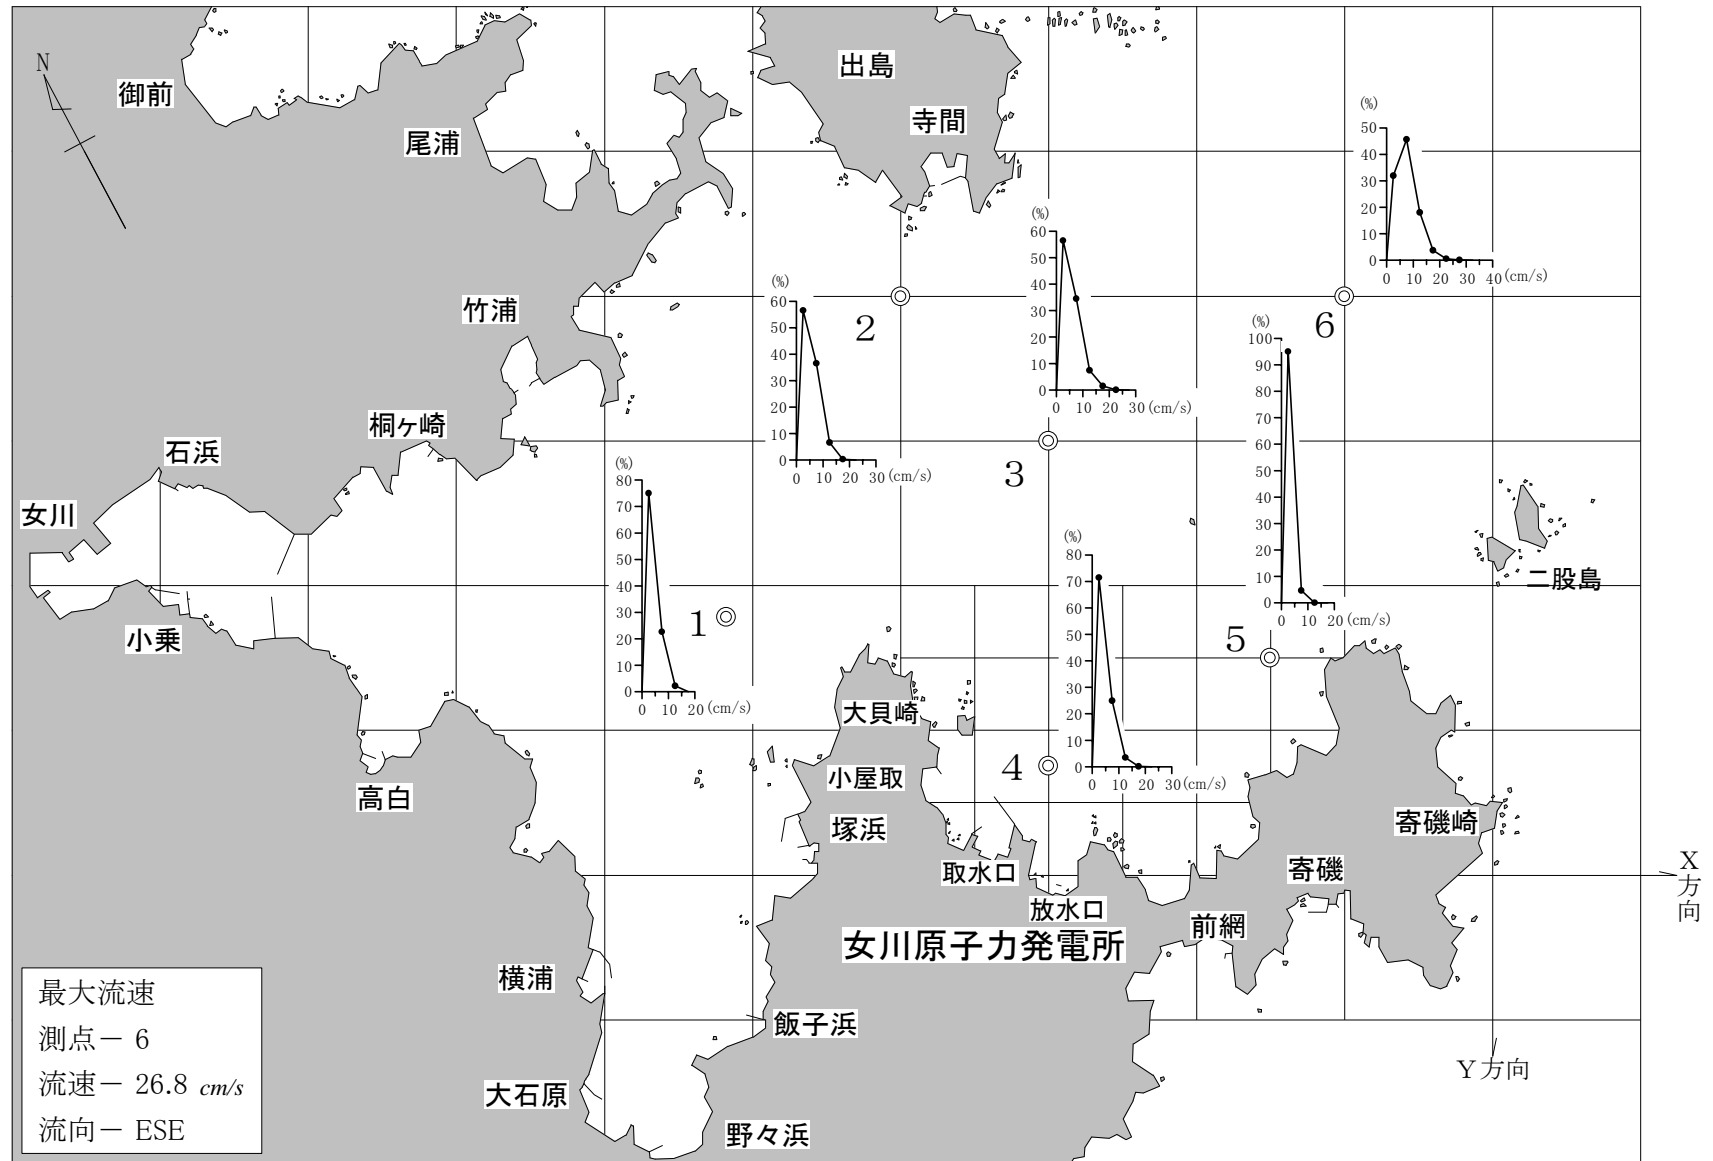 N
御前
尾浦
出島
寺間
竹浦
桐ヶ崎
石浜
女川
小乗
高白
横浦
大石原
野々浜
飯子浜
塚浜
小屋取
大貝崎
取水口
放水口
女川原子力発電所
前網
寄磯
寄磯崎
二股島
X方向
Y方向
1
(%)
80
70
60
50
40
30
20
10
0
0 10 20 (cm/s)
2
(%)
60
50
40
30
20
10
0
0 10 20 30 (cm/s)
3
(%)
60
50
40
30
20
10
0
0 10 20 30 (cm/s)
4
(%)
80
70
60
50
40
30
20
10
0
0 10 20 30 (cm/s)
5
(%)
100
90
80
70
60
50
40
30
20
10
0
0 10 20 (cm/s)
6
(%)
50
40
30
20
10
0
0 10 20 30 40 (cm/s)
最大流速
測点－ 6
流速－ 26.8 cm/s
流向－ ESE